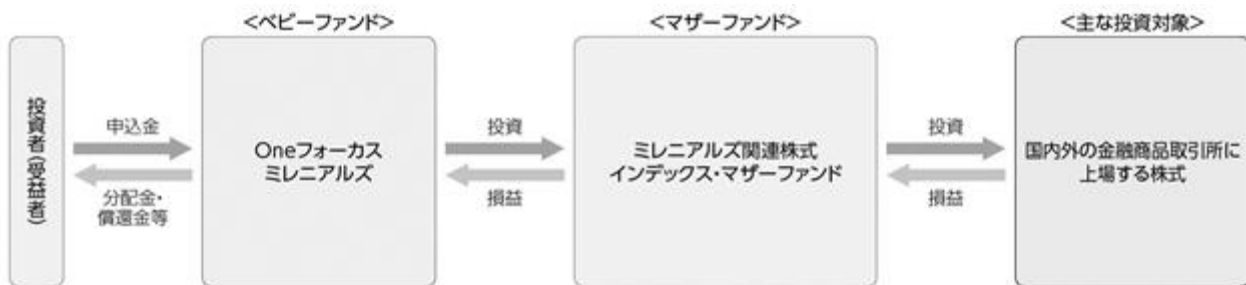 <ベビーファンド>
<マザーファンド>
<主な投資対象>
投資者(受益者)
申込金
分配金・
償還金等
Oneフォーカス
ミレニアルズ
投資
損益
ミレニアルズ関連株式
インデックス・マザーファンド
投資
損益
国内外の金融商品取引所に
上場する株式